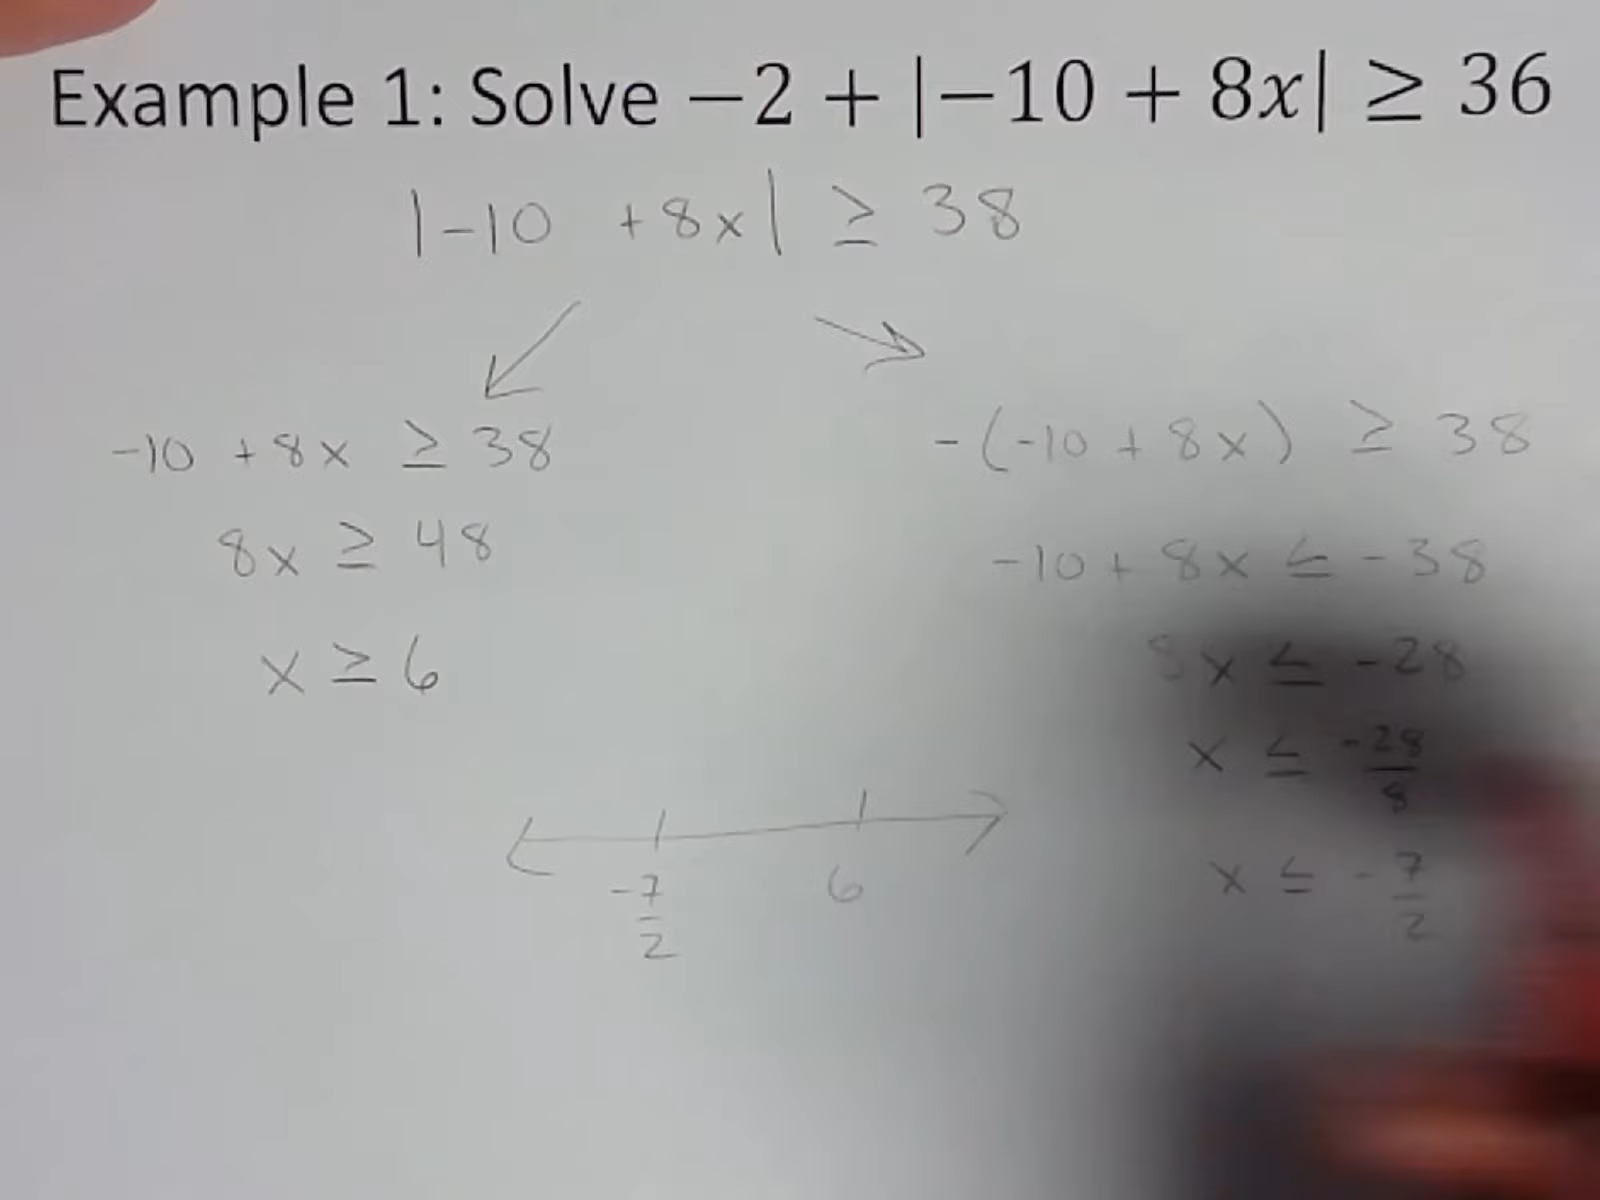 Example 1: Solve −2 + |−10 + 8x| ≥ 36
|-10 +8x| ≥ 38
-10 +8x ≥ 38
-(-10 + 8x) ≥ 38
8x ≥ 48
-10 + 8x ≤ -38
x ≥ 6
8x ≤ -28
x ≤ -28/8
x ≤ -7/2
-7/2 6